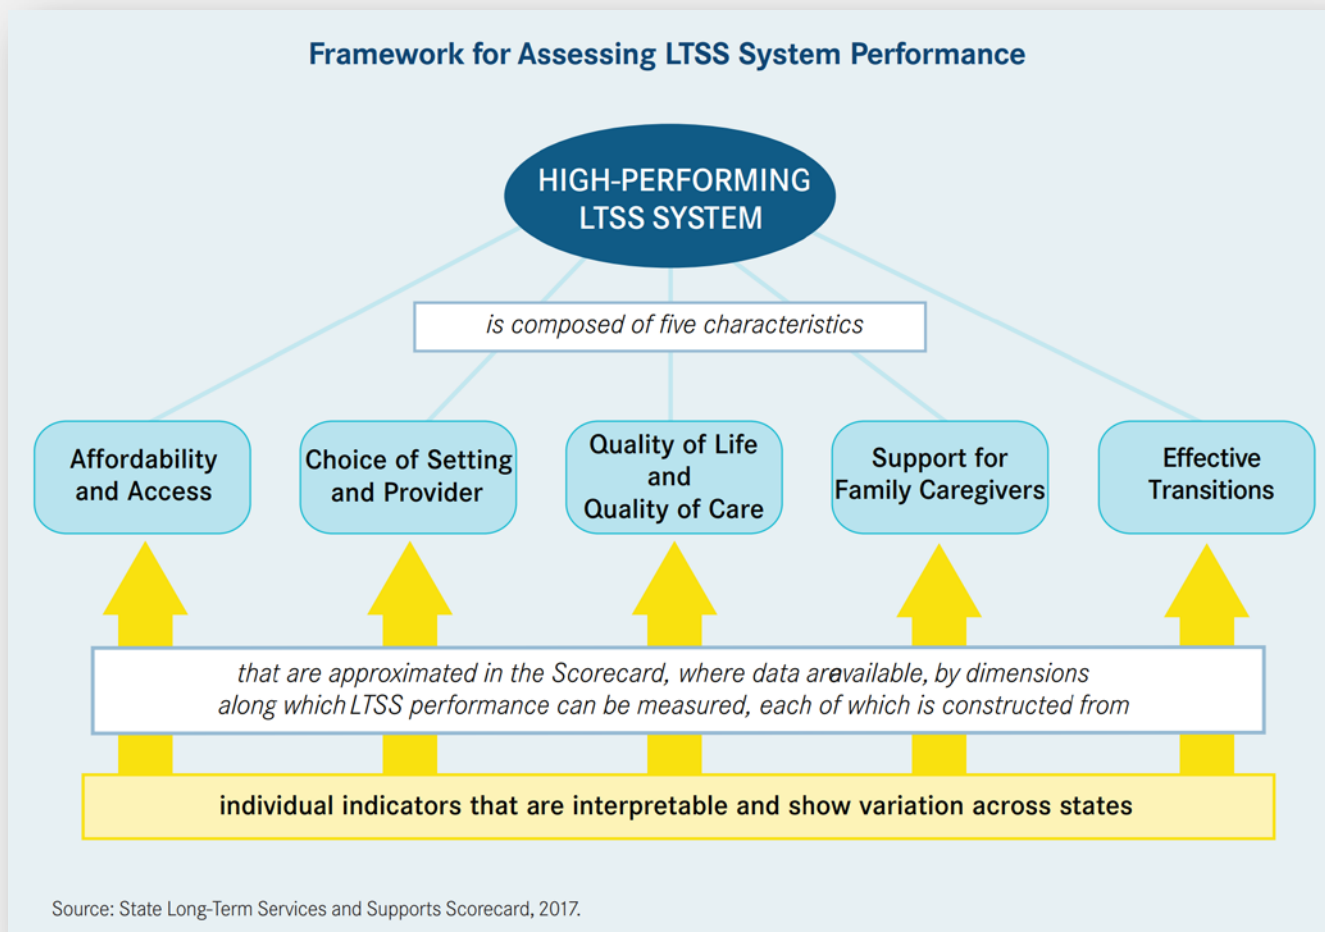 Framework for Assessing LTSS System Performance
HIGH-PERFORMING
LTSS SYSTEM
is composed of five characteristics
Affordability
and Access
Choice of Setting
and Provider
Quality of Life
and
Quality of Care
Support for
Family Caregivers
Effective
Transitions
that are approximated in the Scorecard, where data areavailable, by dimensions
along which LTSS performance can be measured, each of which is constructed from
individual indicators that are interpretable and show variation across states
Source: State Long-Term Services and Supports Scorecard, 2017.